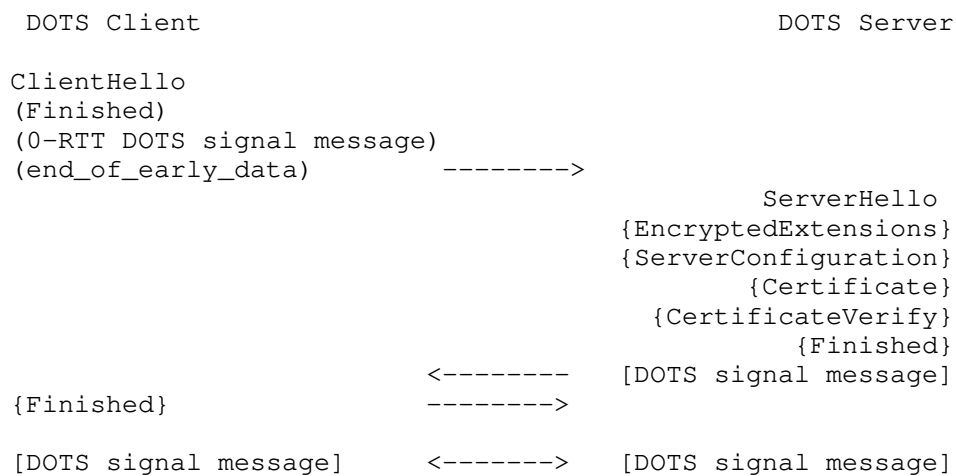 DOTS Client                                    DOTS Server
ClientHello
(Finished)
(0-RTT DOTS signal message)
(end_of_early_data)        -------->
                                               ServerHello
                                      {EncryptedExtensions}
                                      {ServerConfiguration}
                                              {Certificate}
                                        {CertificateVerify}
                                                 {Finished}
                          <--------   [DOTS signal message]
{Finished}                -------->
[DOTS signal message]     <------->   [DOTS signal message]